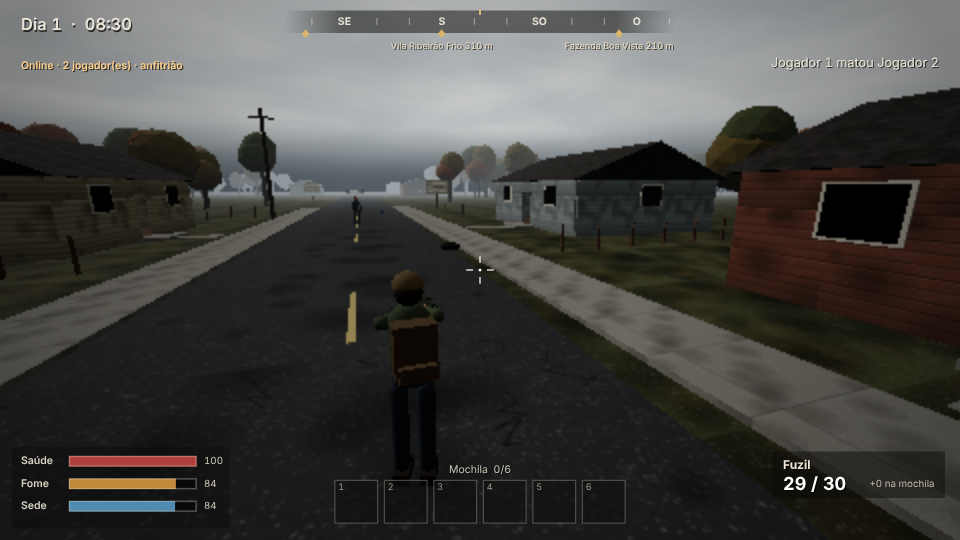 Dia 1 · 08:30
SE S SO O
Vila Ribeirão Frio 310 m
Fazenda Boa Vista 210 m
Online · 2 jogador(es) · anfitrião
Jogador 1 matou Jogador 2
Saúde 100
Fome 84
Sede 84
Mochila 0/6
1 2 3 4 5 6
Fuzil
29 / 30 +0 na mochila